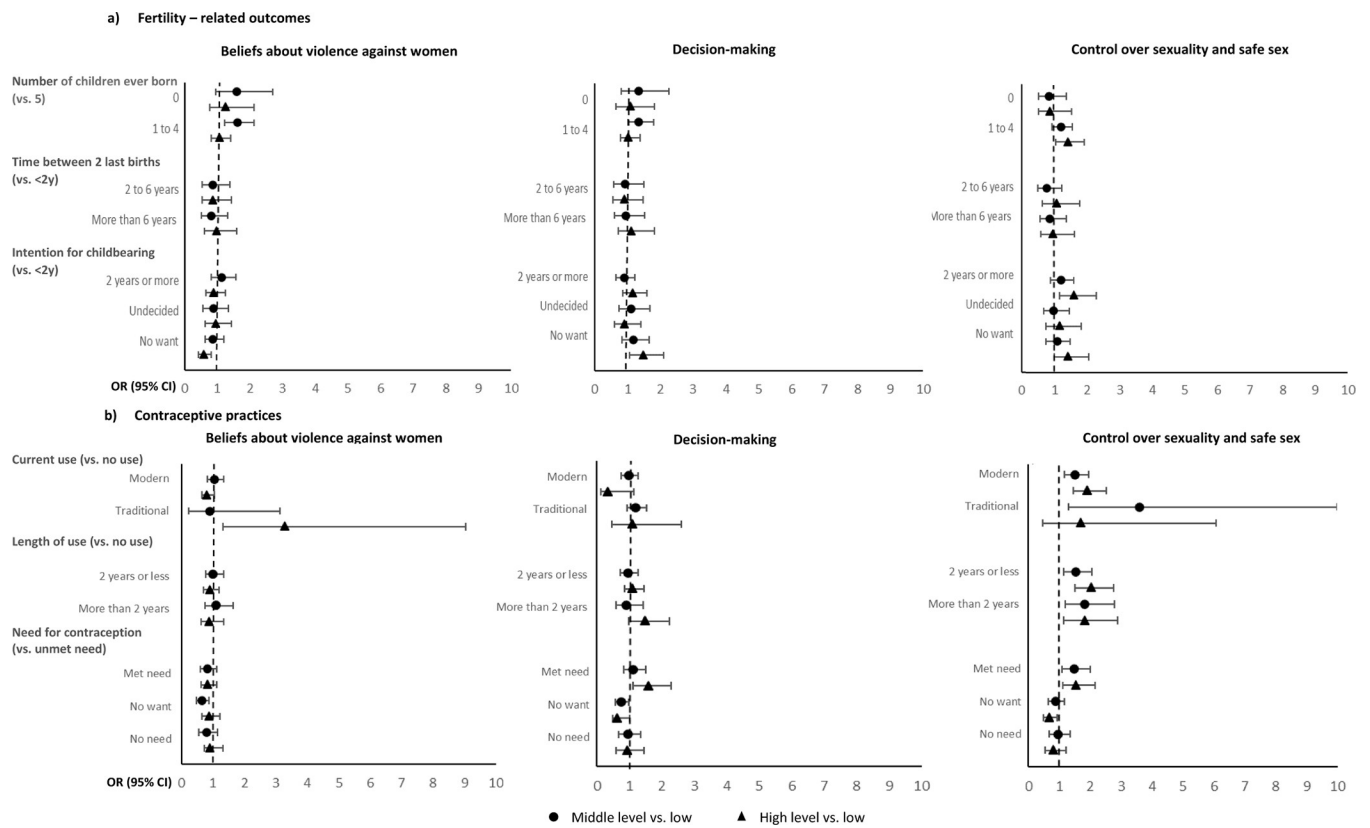 a) Fertility – related outcomes
Beliefs about violence against women
Decision-making
Control over sexuality and safe sex
Number of children ever born
(vs. 5)
0
1 to 4
Time between 2 last births
(vs. <2y)
2 to 6 years
More than 6 years
Intention for childbearing
(vs. <2y)
2 years or more
Undecided
No want
OR (95% CI)
0 1 2 3 4 5 6 7 8 9 10
0
1 to 4
2 to 6 years
More than 6 years
2 years or more
Undecided
No want
0 1 2 3 4 5 6 7 8 9 10
0
1 to 4
2 to 6 years
More than 6 years
2 years or more
Undecided
No want
0 1 2 3 4 5 6 7 8 9 10
b) Contraceptive practices
Beliefs about violence against women
Decision-making
Control over sexuality and safe sex
Current use (vs. no use)
Modern
Traditional
Length of use (vs. no use)
2 years or less
More than 2 years
Need for contraception
(vs. unmet need)
Met need
No want
No need
OR (95% CI)
0 1 2 3 4 5 6 7 8 9 10
Modern
Traditional
2 years or less
More than 2 years
Met need
No want
No need
0 1 2 3 4 5 6 7 8 9 10
Modern
Traditional
2 years or less
More than 2 years
Met need
No want
No need
0 1 2 3 4 5 6 7 8 9 10
Middle level vs. low
High level vs. low